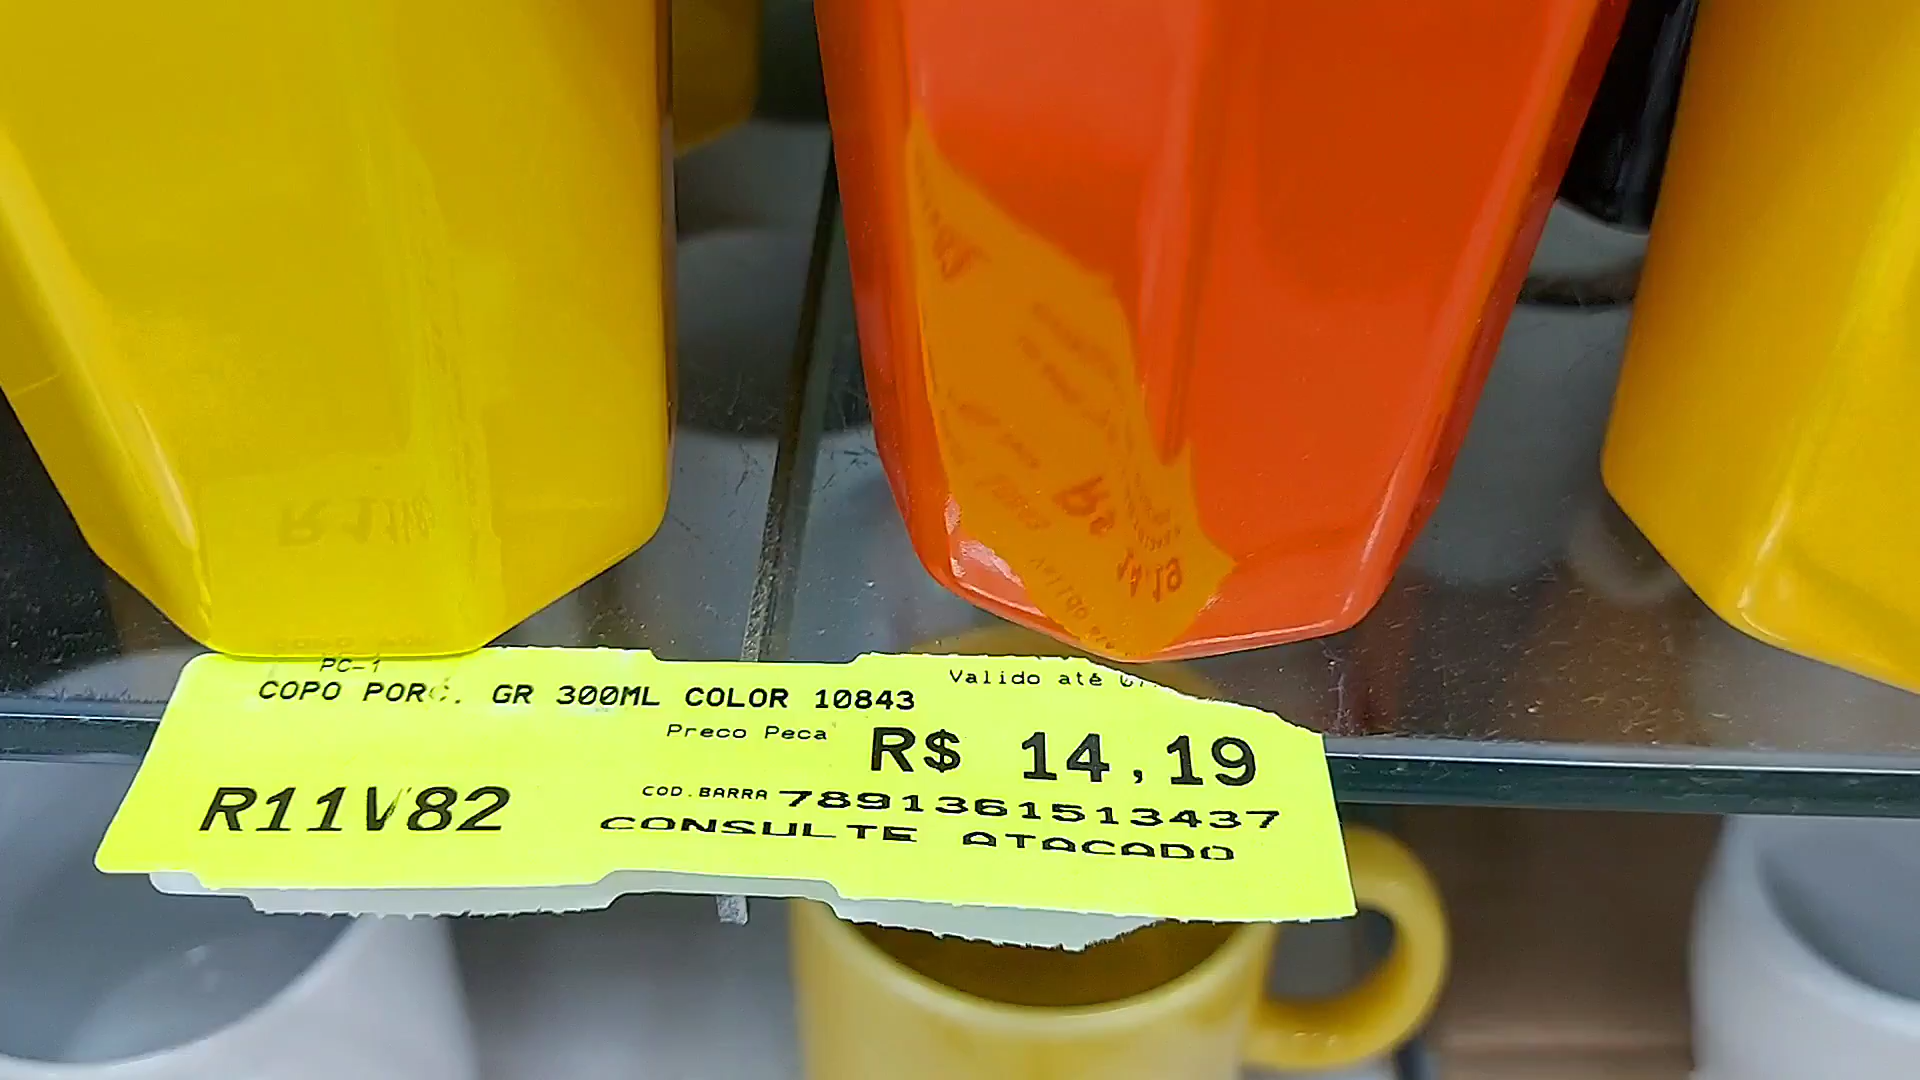 PC-1
Valido até
COPO PORC. GR 300ML COLOR 10843
Preco Peca
R$ 14,19
R11V82
COD.BARRA 7891361513437
CONSULTE ATACADO